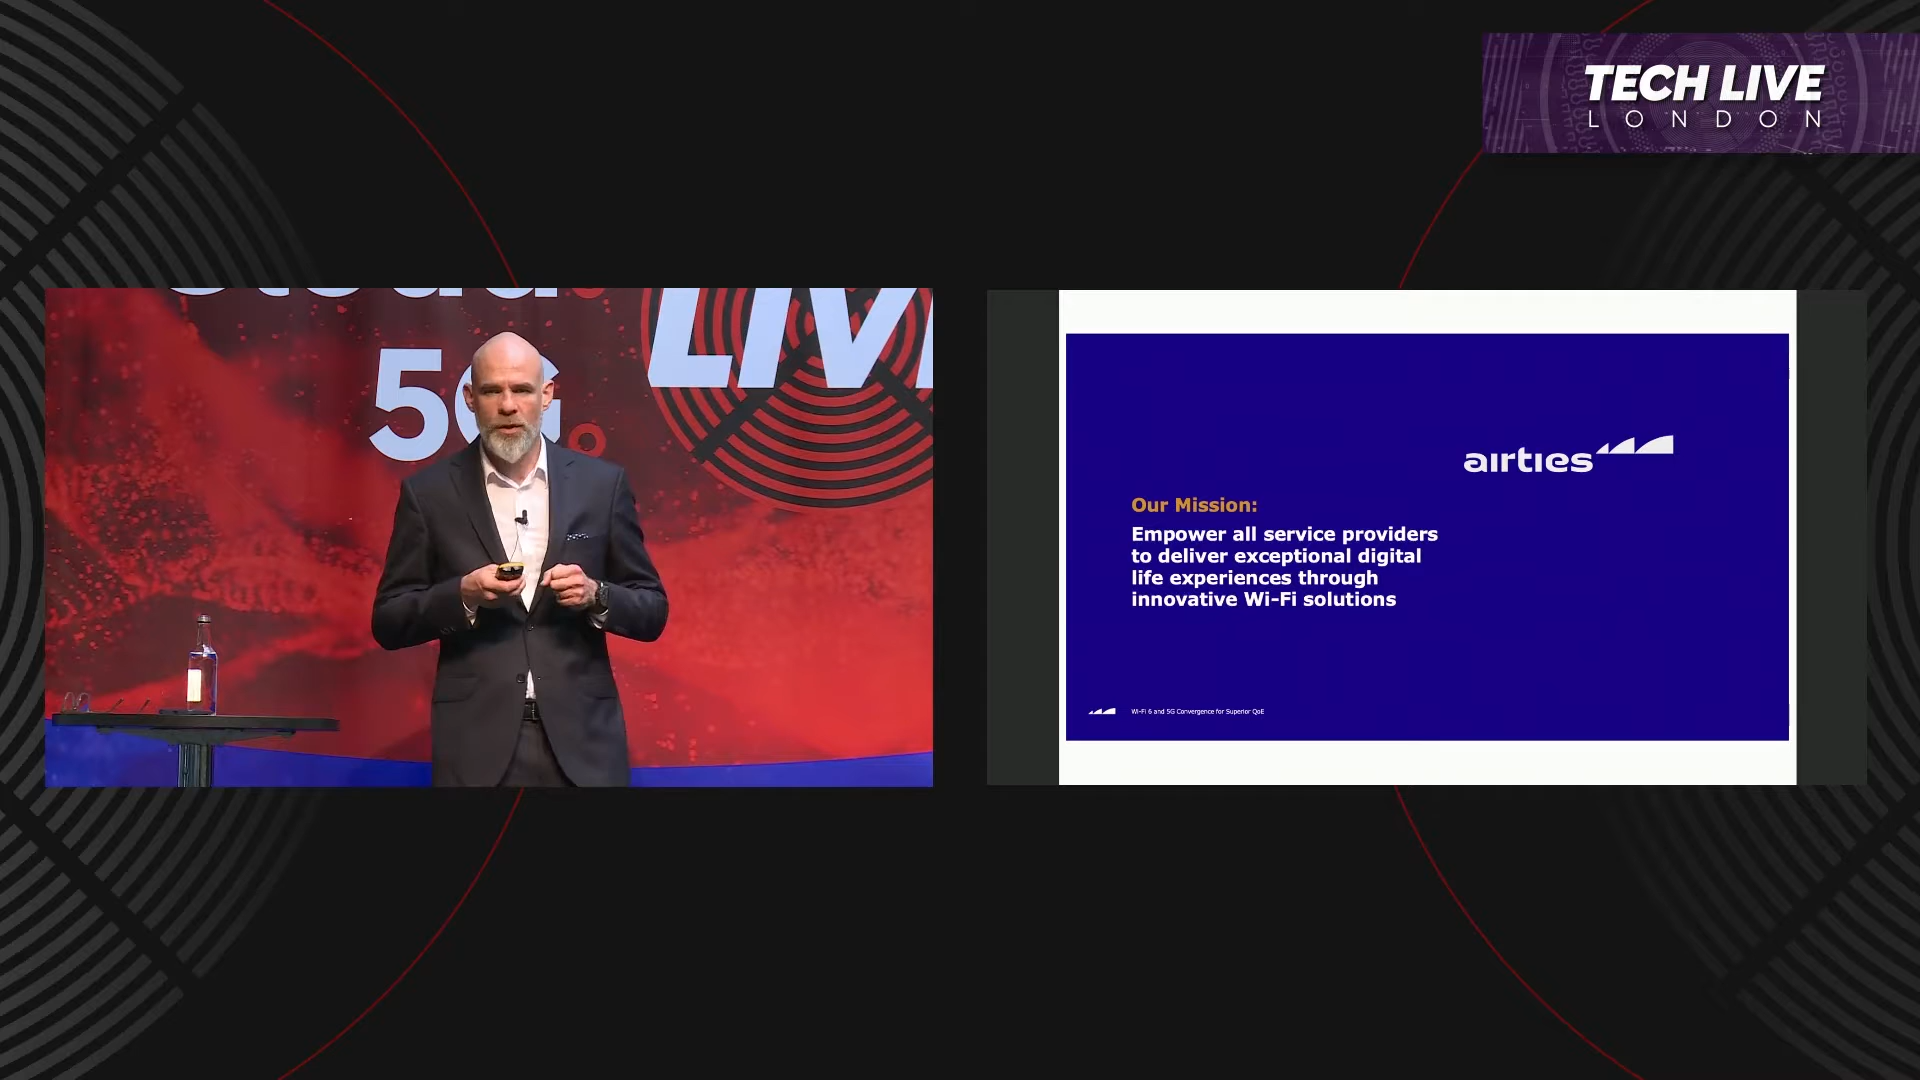 TECH LIVE
LONDON
5G.
LIV
airties
Our Mission:
Empower all service providers
to deliver exceptional digital
life experiences through
innovative Wi-Fi solutions
Wi-Fi 6 and 5G Convergence for Superior QoE